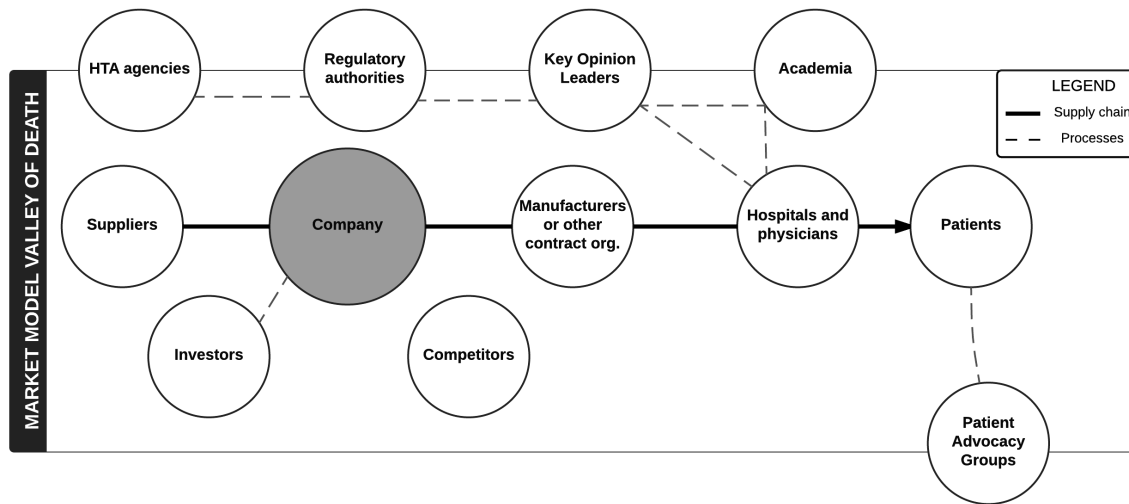 MARKET MODEL VALLEY OF DEATH
HTA agencies
Regulatory
authorities
Key Opinion
Leaders
Academia
LEGEND
Supply chain
Processes
Suppliers
Company
Manufacturers
or other
contract org.
Hospitals and
physicians
Patients
Investors
Competitors
Patient
Advocacy
Groups